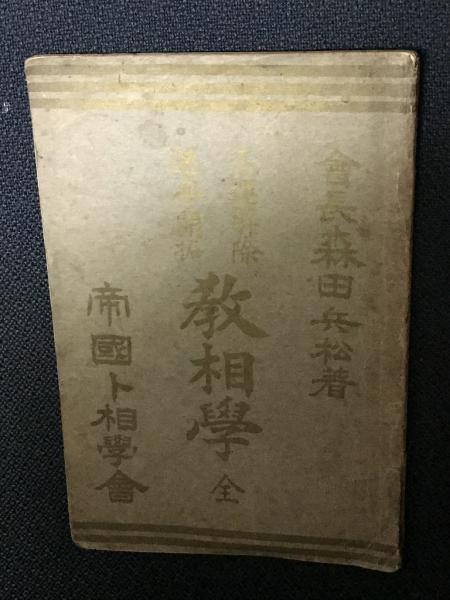 會長森田兵松著
教相學 全
帝國卜相學會